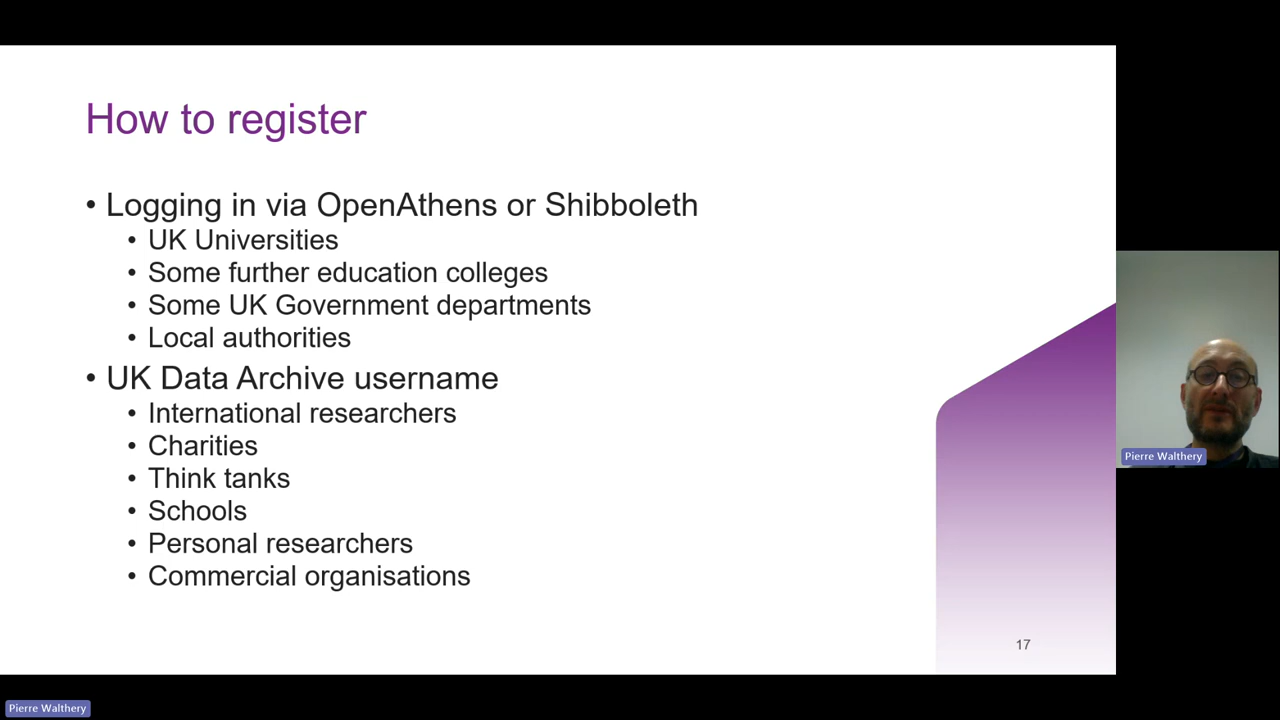 How to register
• Logging in via OpenAthens or Shibboleth
• UK Universities
• Some further education colleges
• Some UK Government departments
• Local authorities
• UK Data Archive username
• International researchers
• Charities
• Think tanks
• Schools
• Personal researchers
• Commercial organisations
17
Pierre Walthery
Pierre Walthery